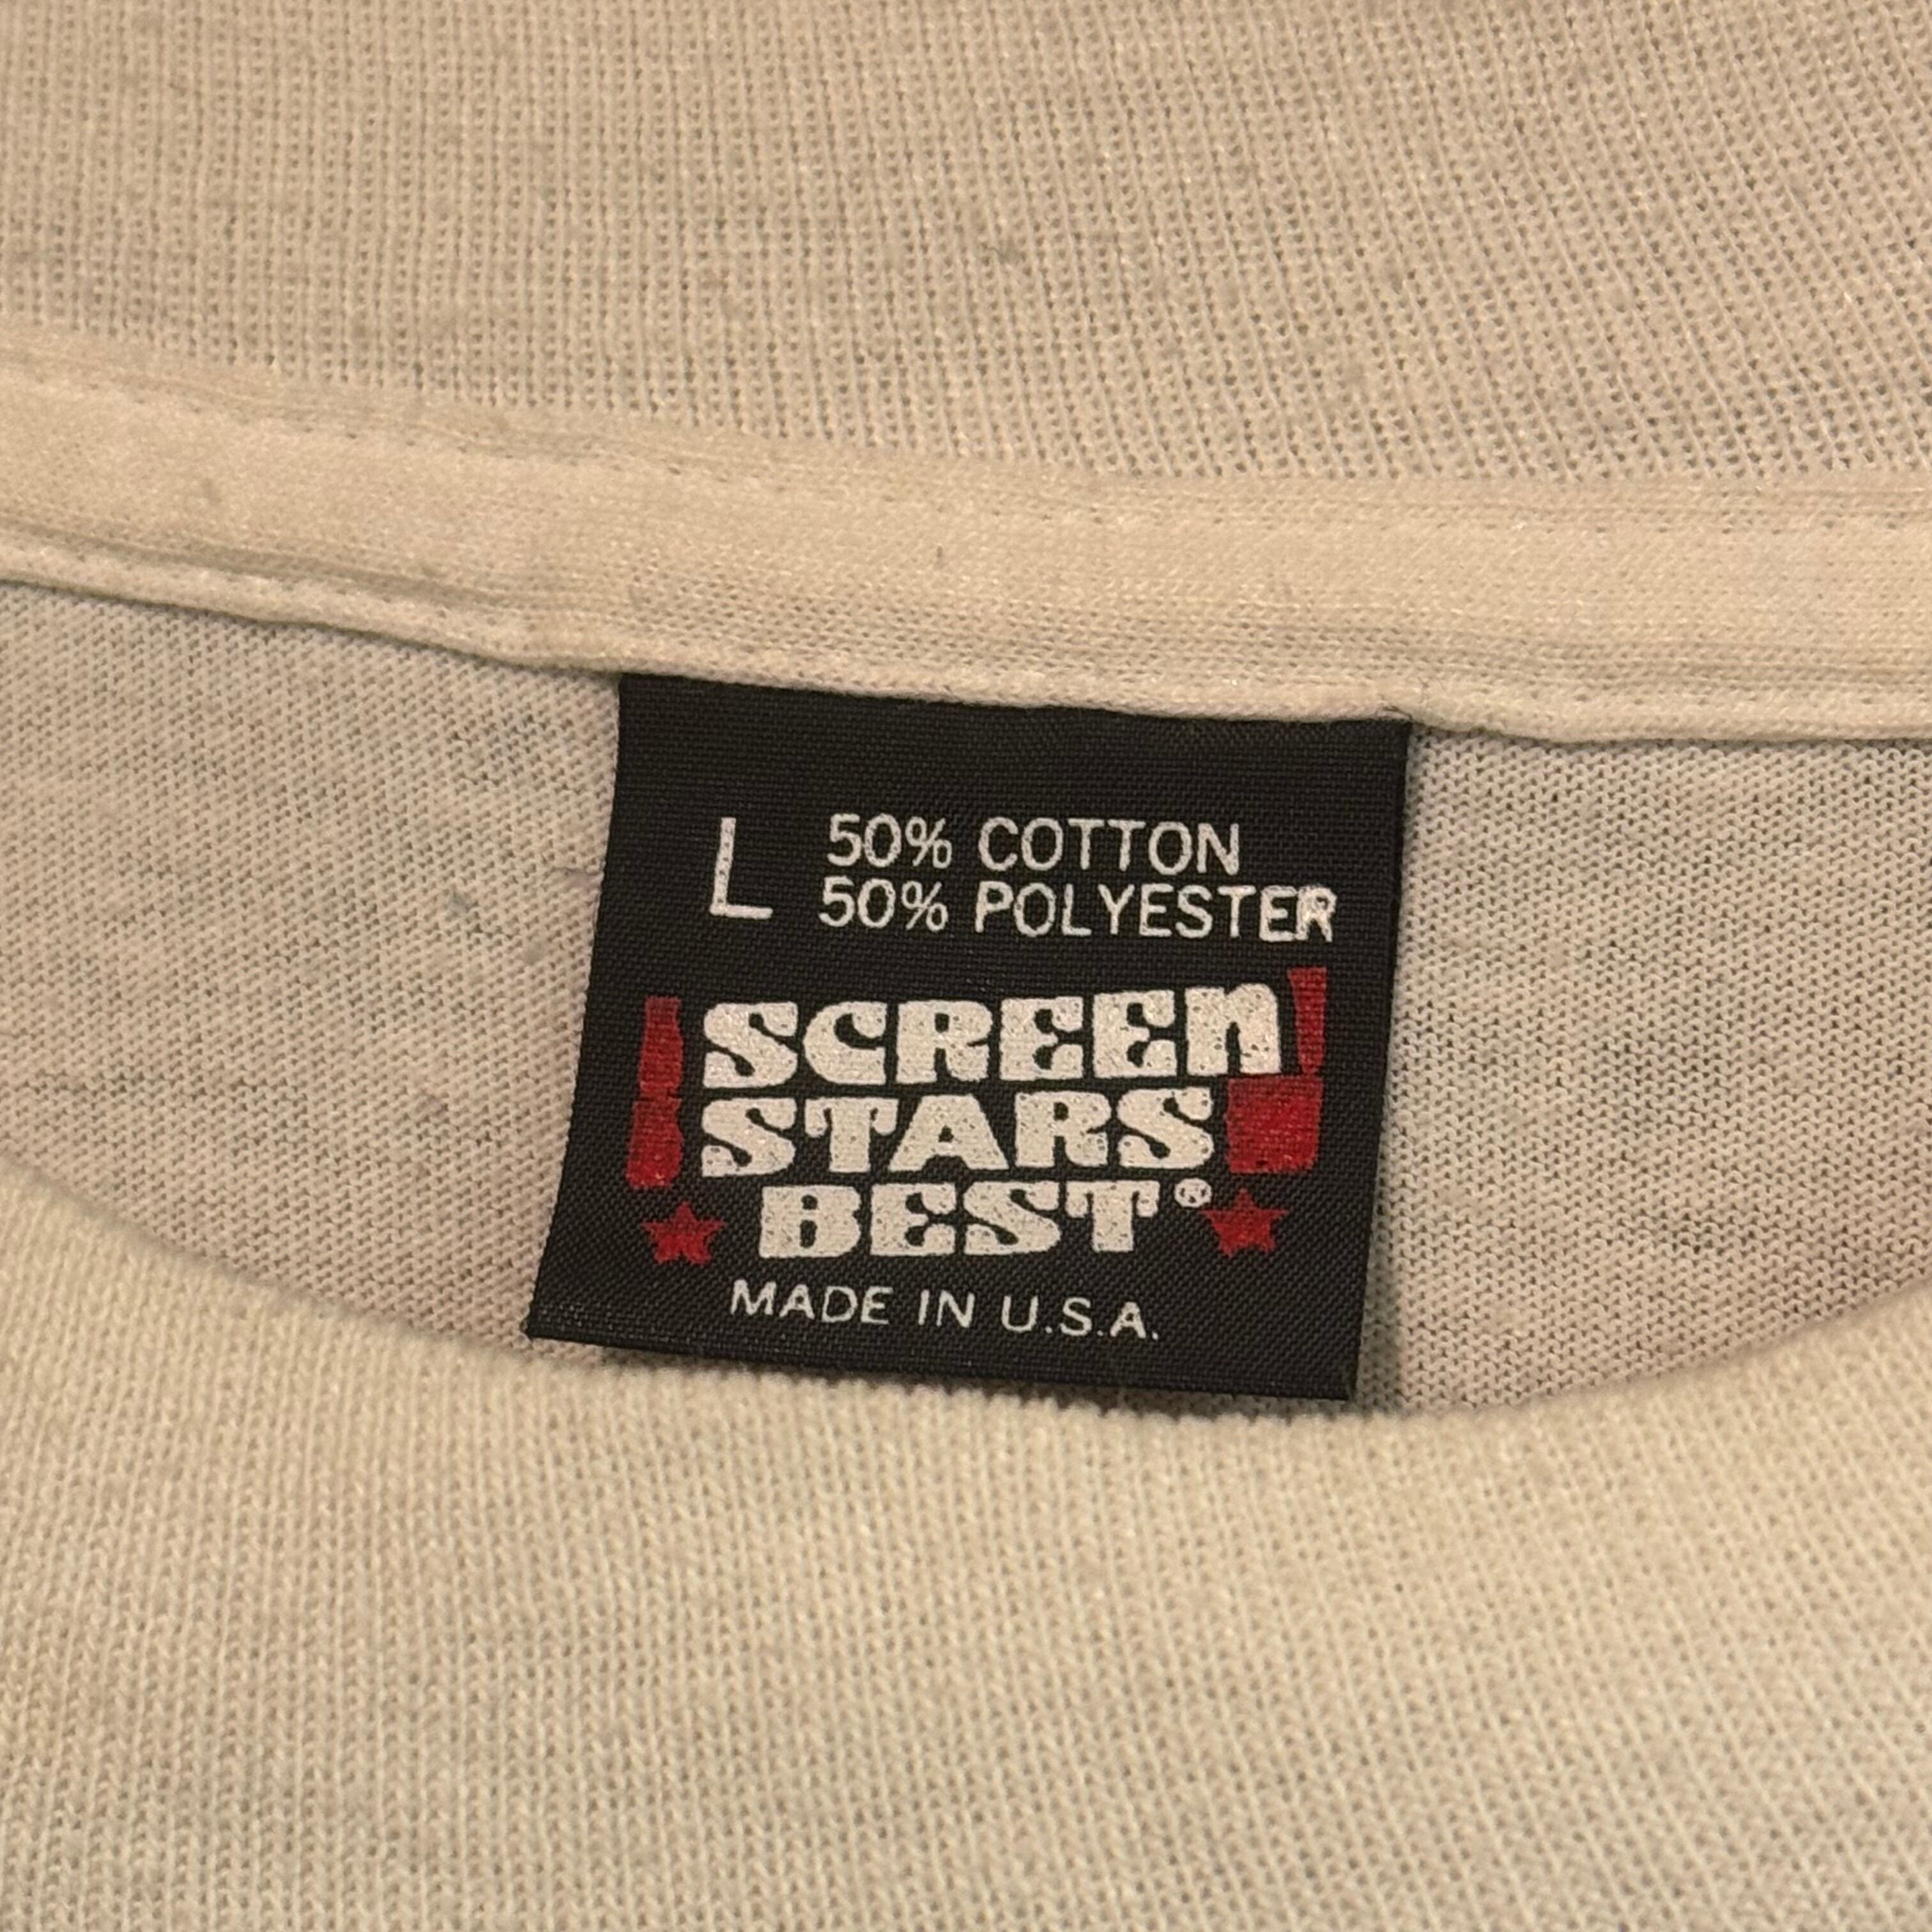 L 50% COTTON
50% POLYESTER
SCREEN
STARS
BEST®
MADE IN U.S.A.